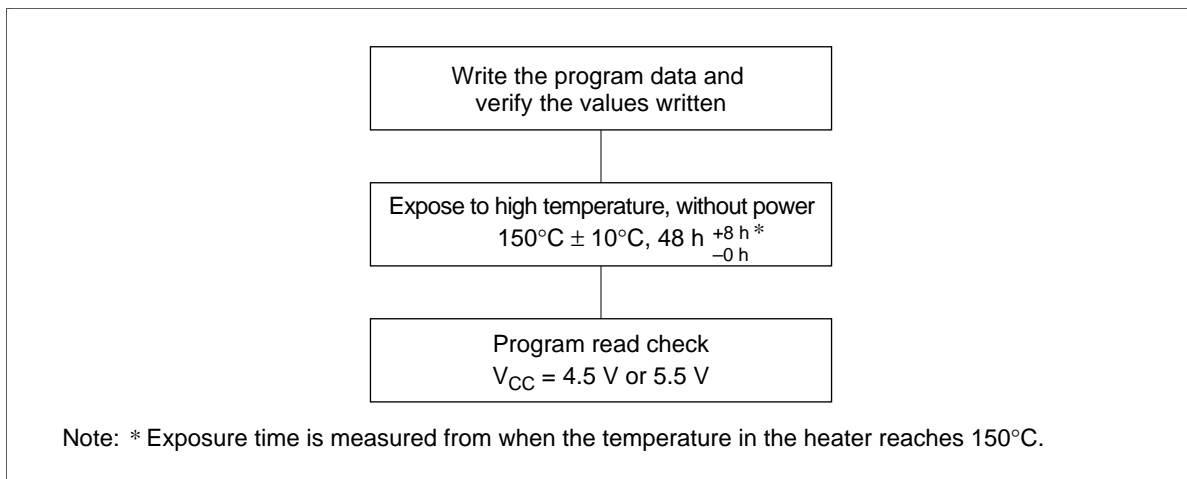 Write the program data and
verify the values written
Expose to high temperature, without power
150°C ± 10°C, 48 h +8 h *
–0 h
Program read check
VCC = 4.5 V or 5.5 V
Note: * Exposure time is measured from when the temperature in the heater reaches 150°C.